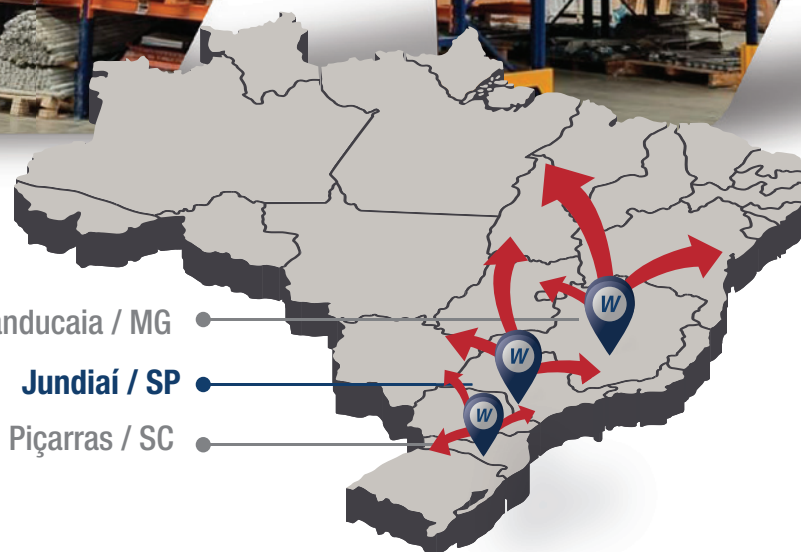 anducaia / MG
Jundiaí / SP
Piçarras / SC
W
W
W